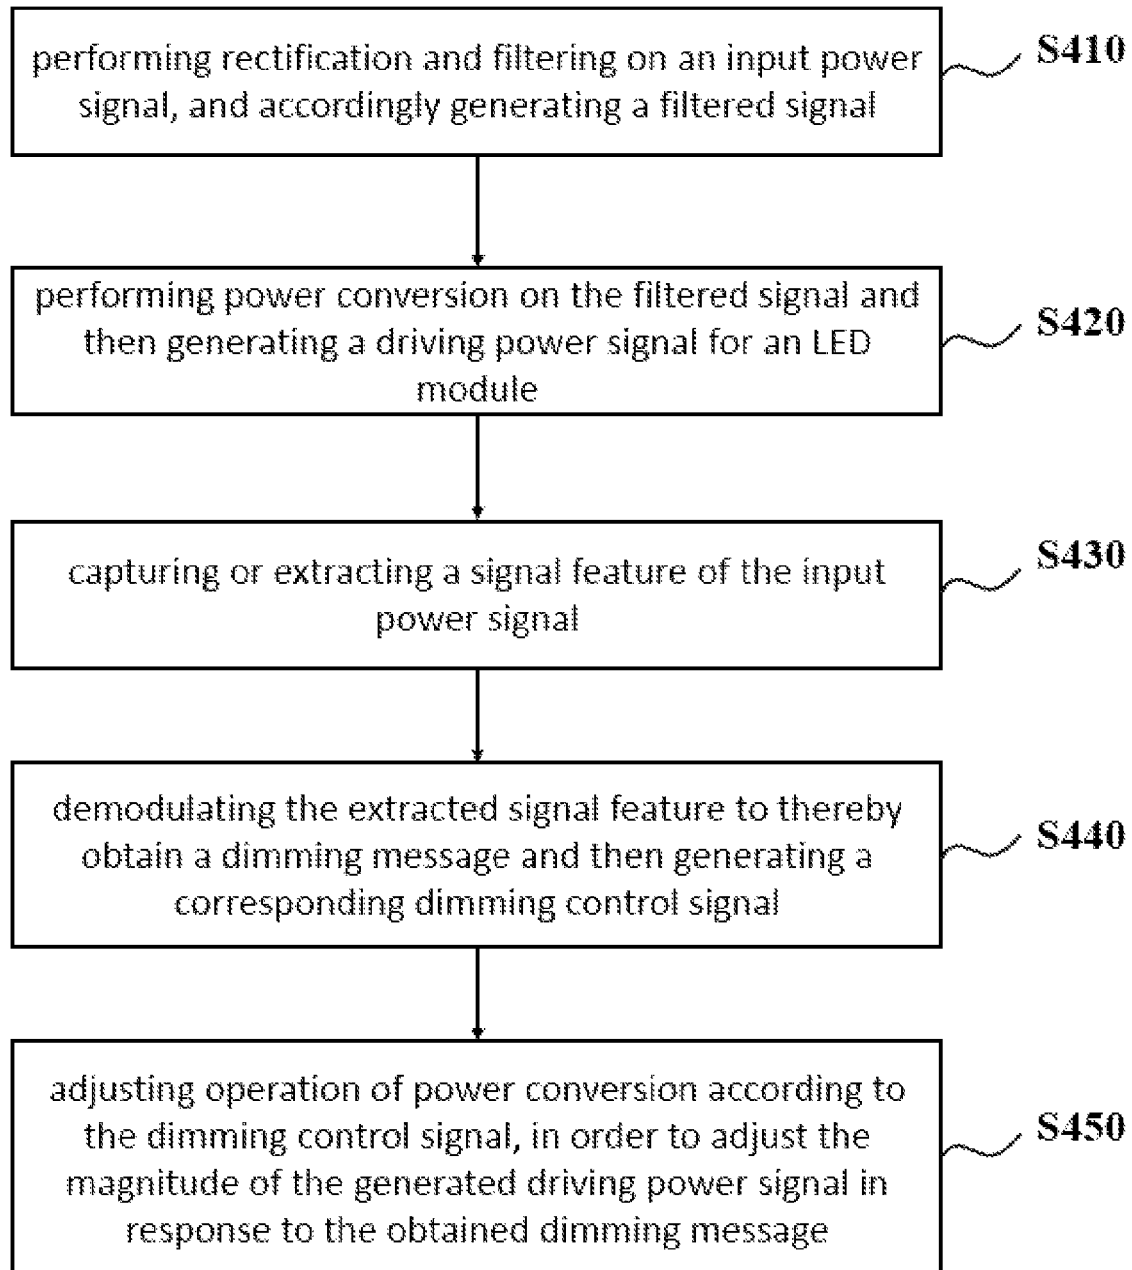 performing rectification and filtering on an input power
signal, and accordingly generating a filtered signal
S410
performing power conversion on the filtered signal and
then generating a driving power signal for an LED
module
S420
capturing or extracting a signal feature of the input
power signal
S430
demodulating the extracted signal feature to thereby
obtain a dimming message and then generating a
corresponding dimming control signal
S440
adjusting operation of power conversion according to
the dimming control signal, in order to adjust the
magnitude of the generated driving power signal in
response to the obtained dimming message
S450